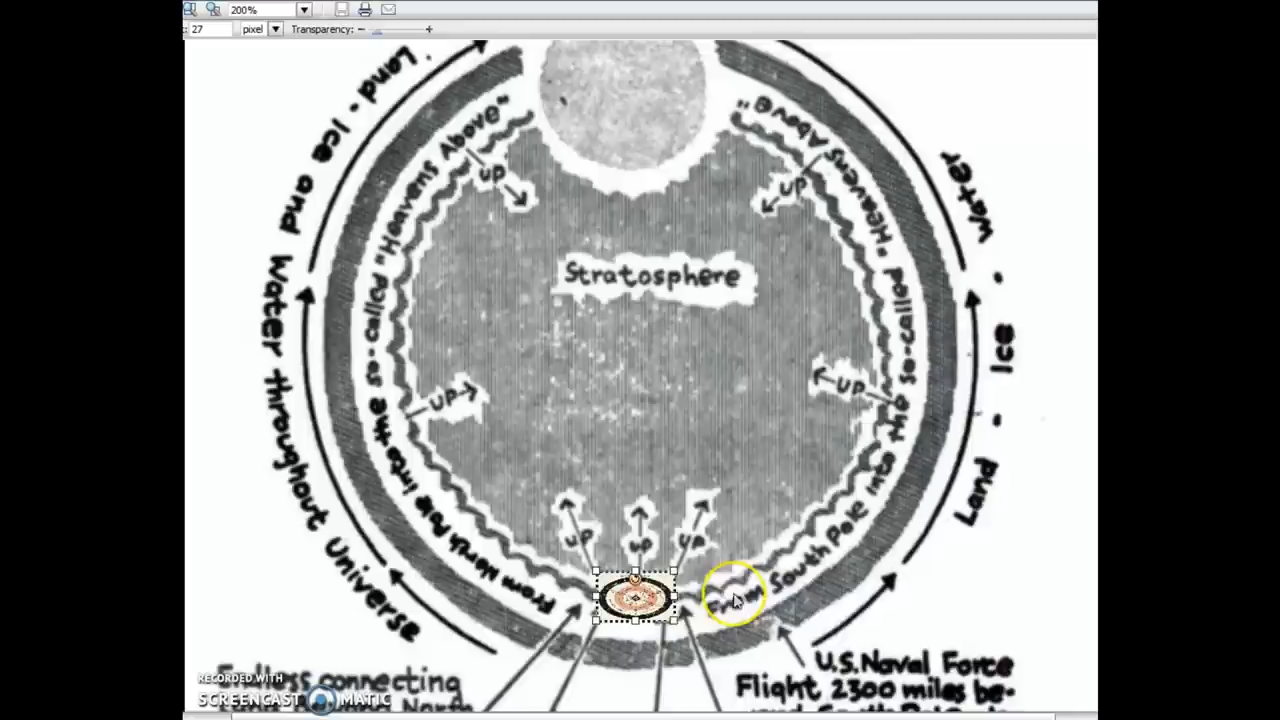 200%
27 pixel Transparency:
Land - Ice and Water throughout Universe
Water - Ice - Land
as so-called "Heavens Above"
From North Pole into the
From South Pole into the so-called "Heavens Above"
up up
Stratosphere
up up
up up up
U.S. Naval Force
Flight 2300 miles be-
Endless connecting
RECORDED WITH
SCREENCAST MATIC